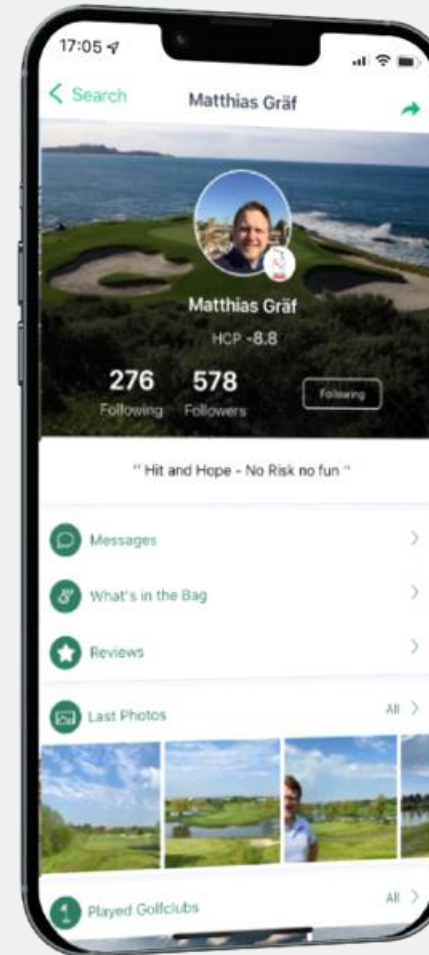 17:05
Search
Matthias Gräf
Matthias Gräf
HCP -8.8
276 578
Following Followers
Following
" Hit and Hope - No Risk no fun "
Messages
What's in the Bag
Reviews
Last Photos All
Played Golfclubs All